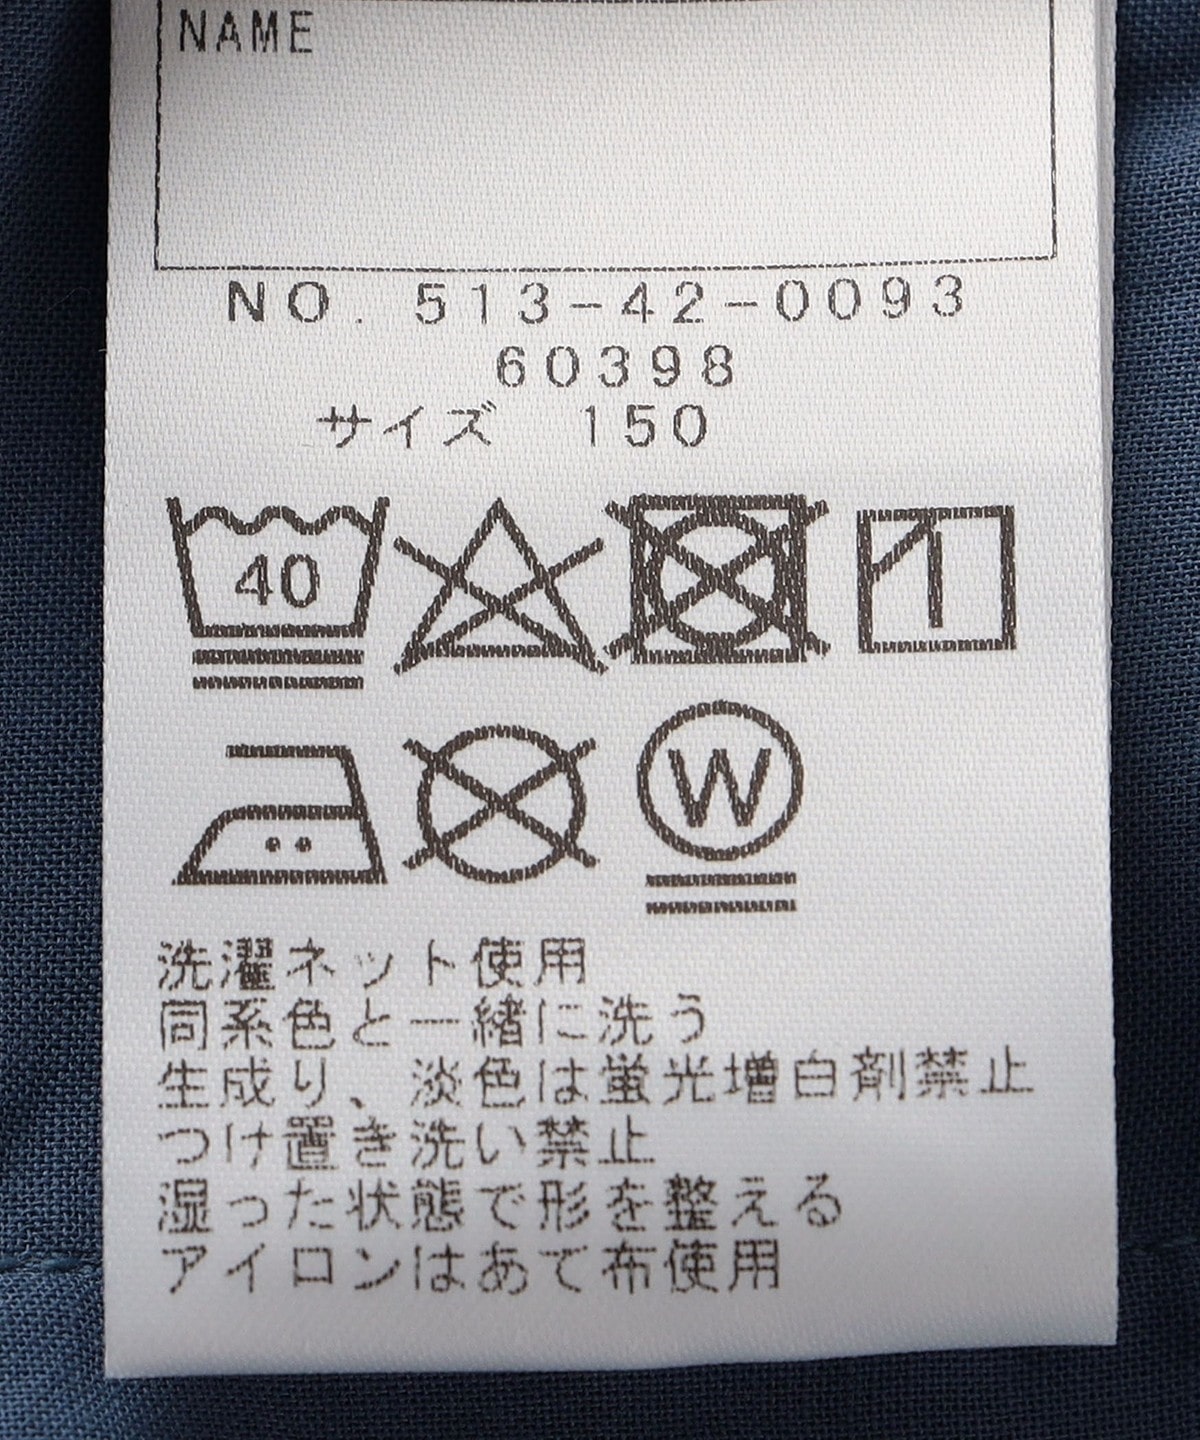 NAME
NO. 513-42-0093
60398
サイズ 150
40
W
洗濯ネット使用
同系色と一緒に洗う
生成り、淡色は蛍光増白剤禁止
つけ置き洗い禁止
湿った状態で形を整える
アイロンはあて布使用